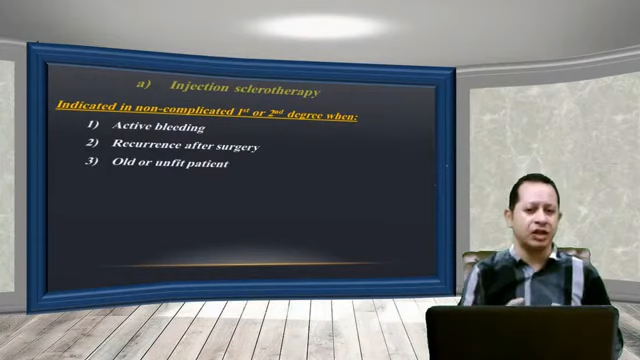 a) Injection sclerotherapy
Indicated in non-complicated 1st or 2nd degree when:
1) Active bleeding
2) Recurrence after surgery
3) Old or unfit patient